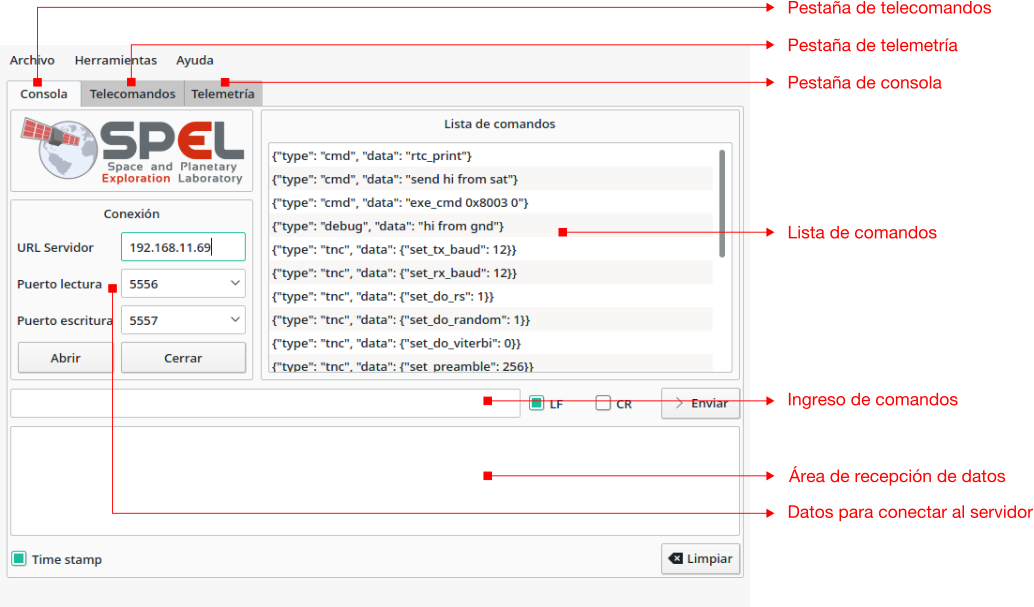 Pestaña de telecomandos
Pestaña de telemetría
Pestaña de consola
Archivo Herramientas Ayuda
Consola Telecomandos Telemetría
SPEL
Space and Planetary
Exploration Laboratory
Conexión
URL Servidor 192.168.11.69
Puerto lectura 5556
Puerto escritura 5557
Abrir Cerrar
Lista de comandos
{"type": "cmd", "data": "rtc_print"}
{"type": "cmd", "data": "send hi from sat"}
{"type": "cmd", "data": "exe_cmd 0x8003 0"}
{"type": "debug", "data": "hi from gnd"}
{"type": "tnc", "data": {"set_tx_baud": 12}}
{"type": "tnc", "data": {"set_rx_baud": 12}}
{"type": "tnc", "data": {"set_do_rs": 1}}
{"type": "tnc", "data": {"set_do_random": 1}}
{"type": "tnc", "data": {"set_do_viterbi": 0}}
{"type": "tnc", "data": {"set_preamble": 256}}
Lista de comandos
LF CR Enviar
Ingreso de comandos
Área de recepción de datos
Datos para conectar al servidor
Time stamp Limpiar